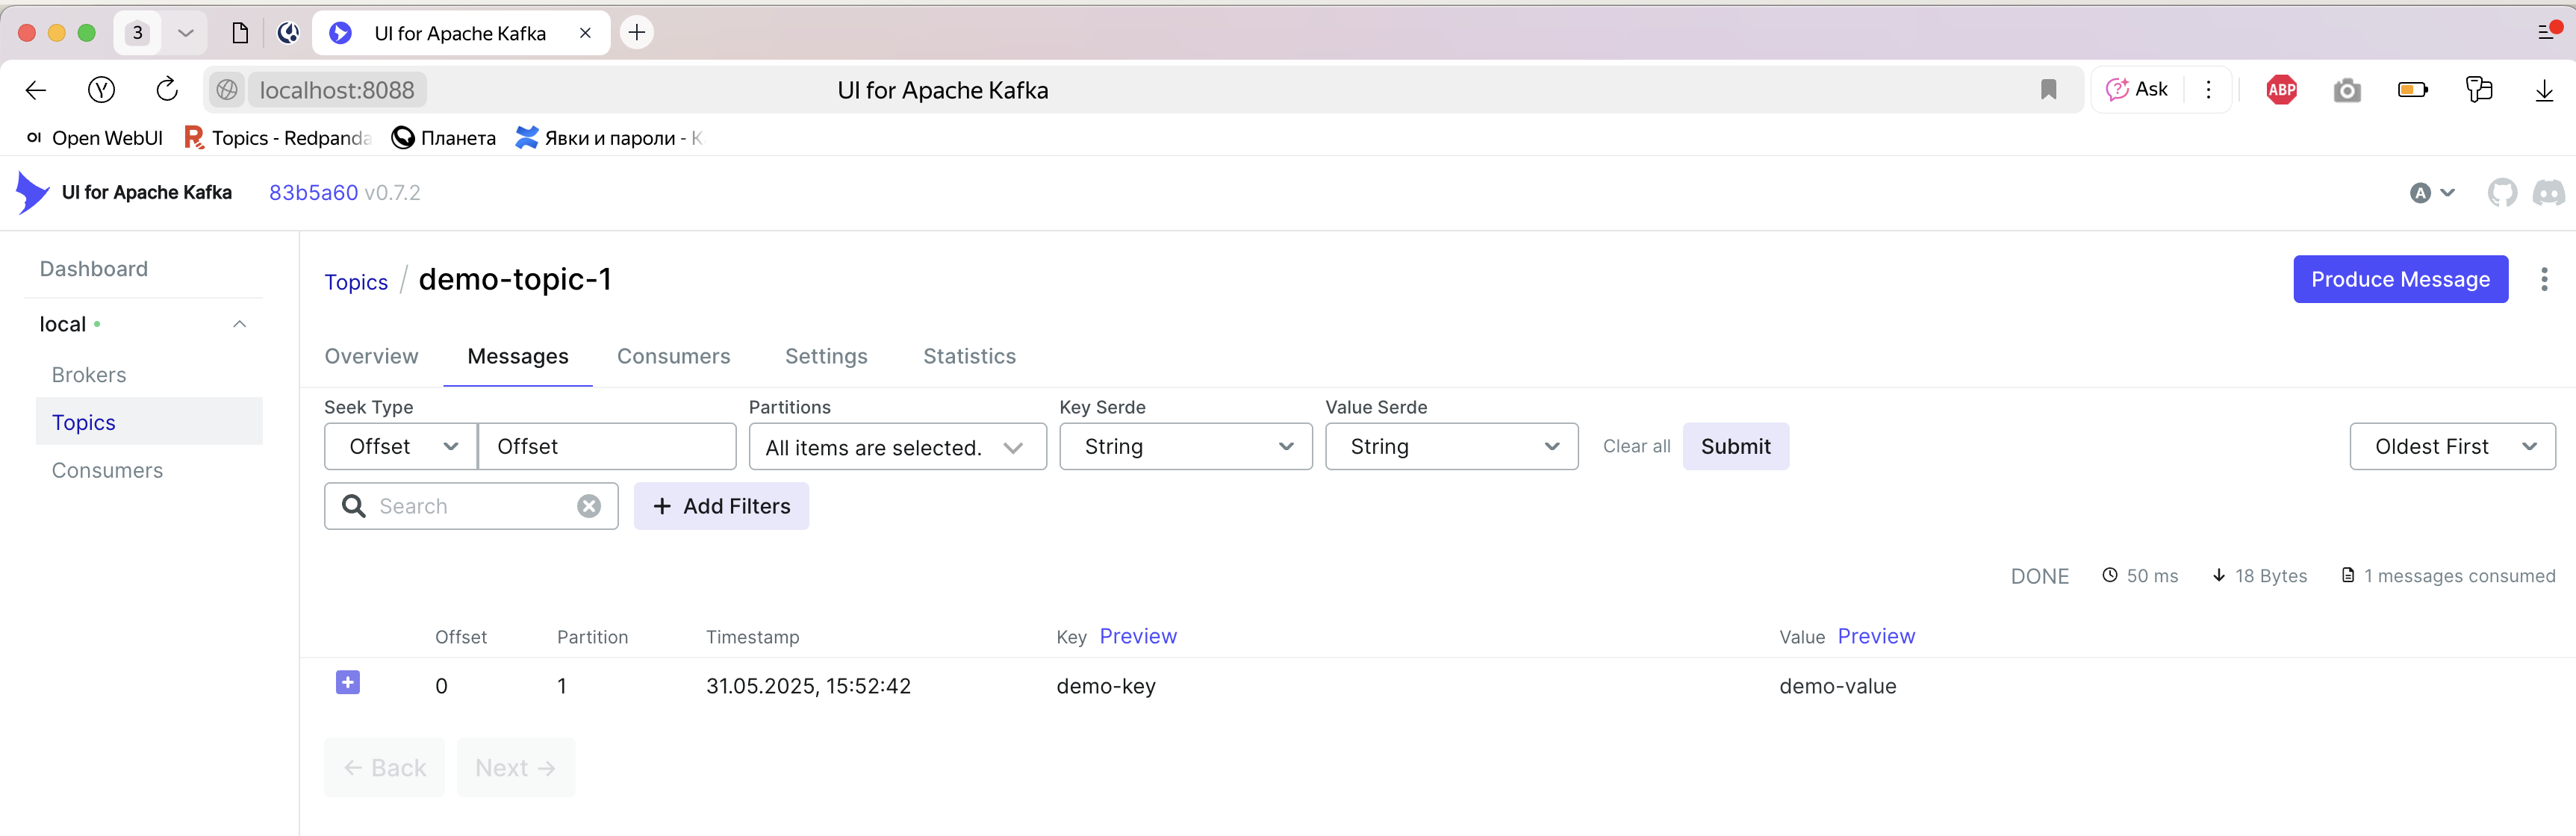 3
UI for Apache Kafka
localhost:8088
UI for Apache Kafka
Ask
ABP
Open WebUI
Topics - Redpanda
Планета
Явки и пароли - K
UI for Apache Kafka
83b5a60 v0.7.2
A
Dashboard
local
Brokers
Topics
Consumers
Topics / demo-topic-1
Produce Message
Overview
Messages
Consumers
Settings
Statistics
Seek Type
Partitions
Key Serde
Value Serde
Offset
Offset
All items are selected.
String
String
Clear all
Submit
Oldest First
Search
Add Filters
DONE
50 ms
18 Bytes
1 messages consumed
Offset
Partition
Timestamp
Key Preview
Value Preview
0
1
31.05.2025, 15:52:42
demo-key
demo-value
← Back
Next →